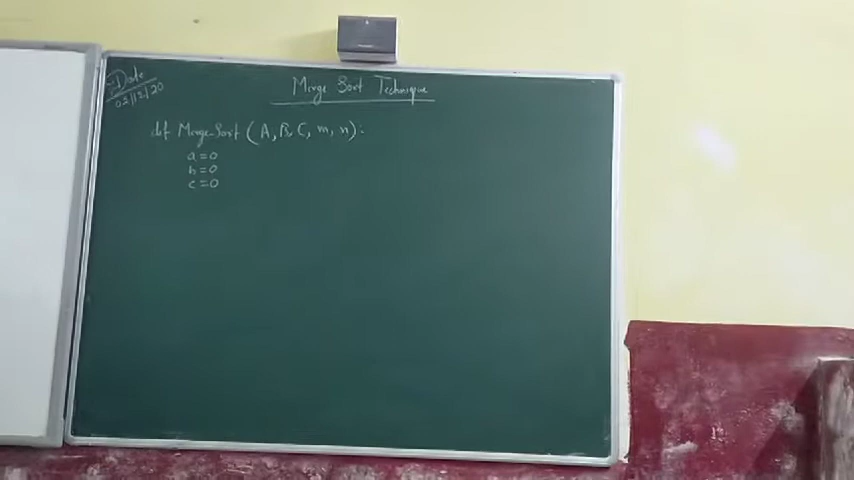 Date
02/12/20
Merge Sort Technique
def MergeSort (A, B, C, m, n):
a=0
b=0
c=0